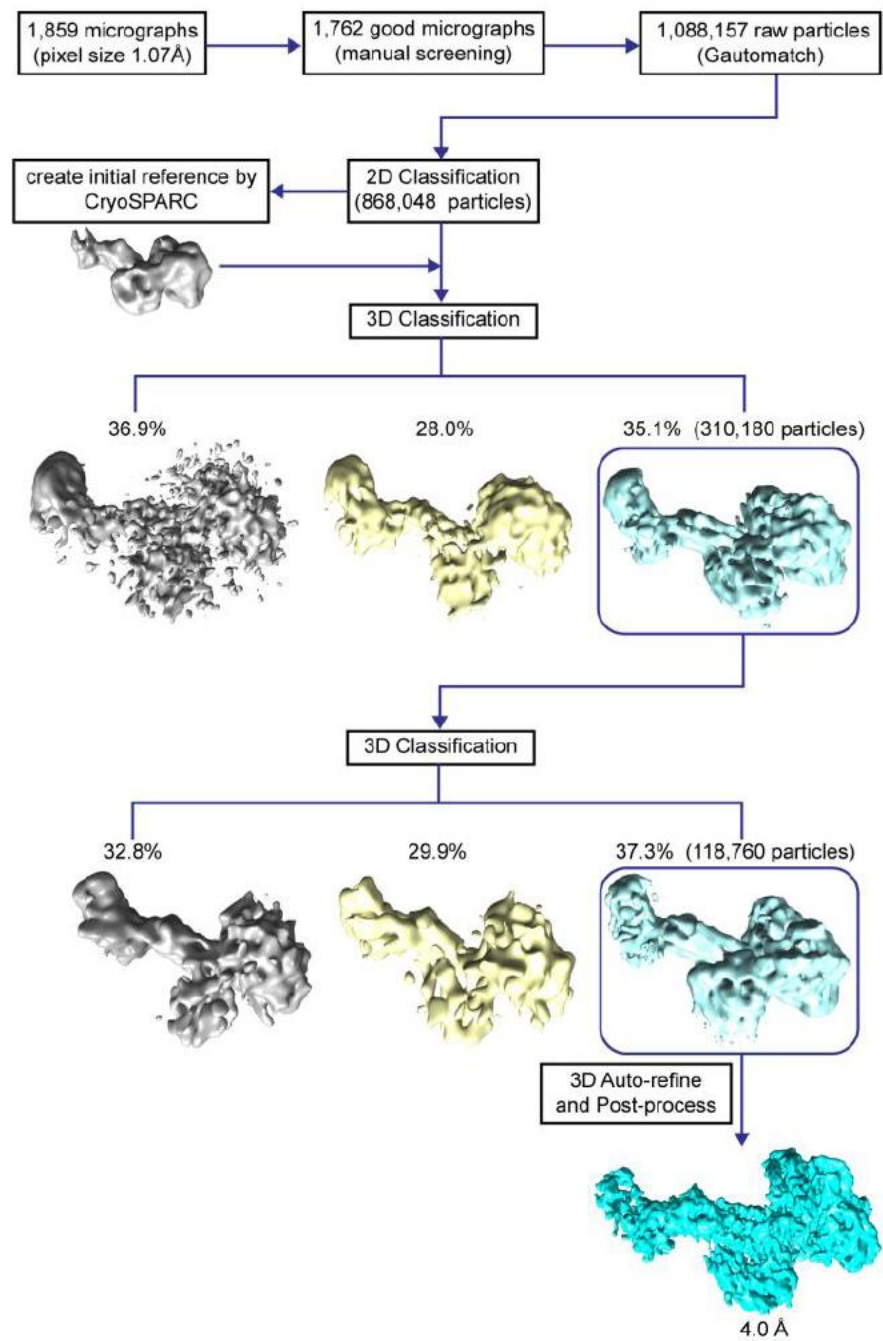 1,859 micrographs
(pixel size 1.07Å)
1,762 good micrographs
(manual screening)
1,088,157 raw particles
(Gautomatch)
create initial reference by
CryoSPARC
2D Classification
(868,048 particles)
3D Classification
36.9%
28.0%
35.1% (310,180 particles)
3D Classification
32.8%
29.9%
37.3% (118,760 particles)
3D Auto-refine
and Post-process
4.0 Å